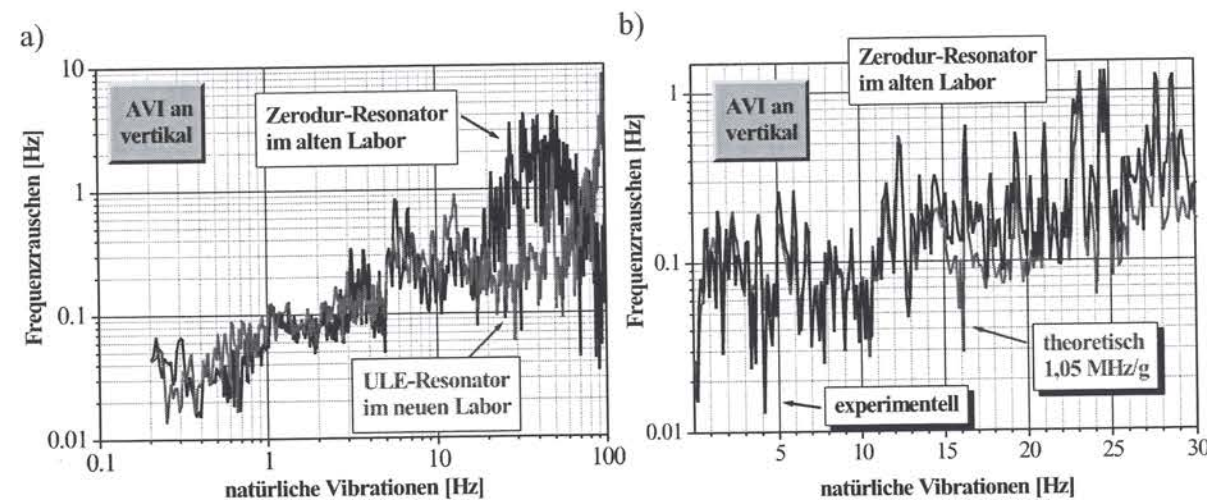 a)
Frequenzrauschen [Hz]
10
1
0.1
0.01
AVI an
vertikal
Zerodur-Resonator
im alten Labor
ULE-Resonator
im neuen Labor
0.1
1
10
100
natürliche Vibrationen [Hz]
b)
Frequenzrauschen [Hz]
1
0.1
0.01
AVI an
vertikal
Zerodur-Resonator
im alten Labor
theoretisch
1,05 MHz/g
experimentell
5
10
15
20
25
30
natürliche Vibrationen [Hz]